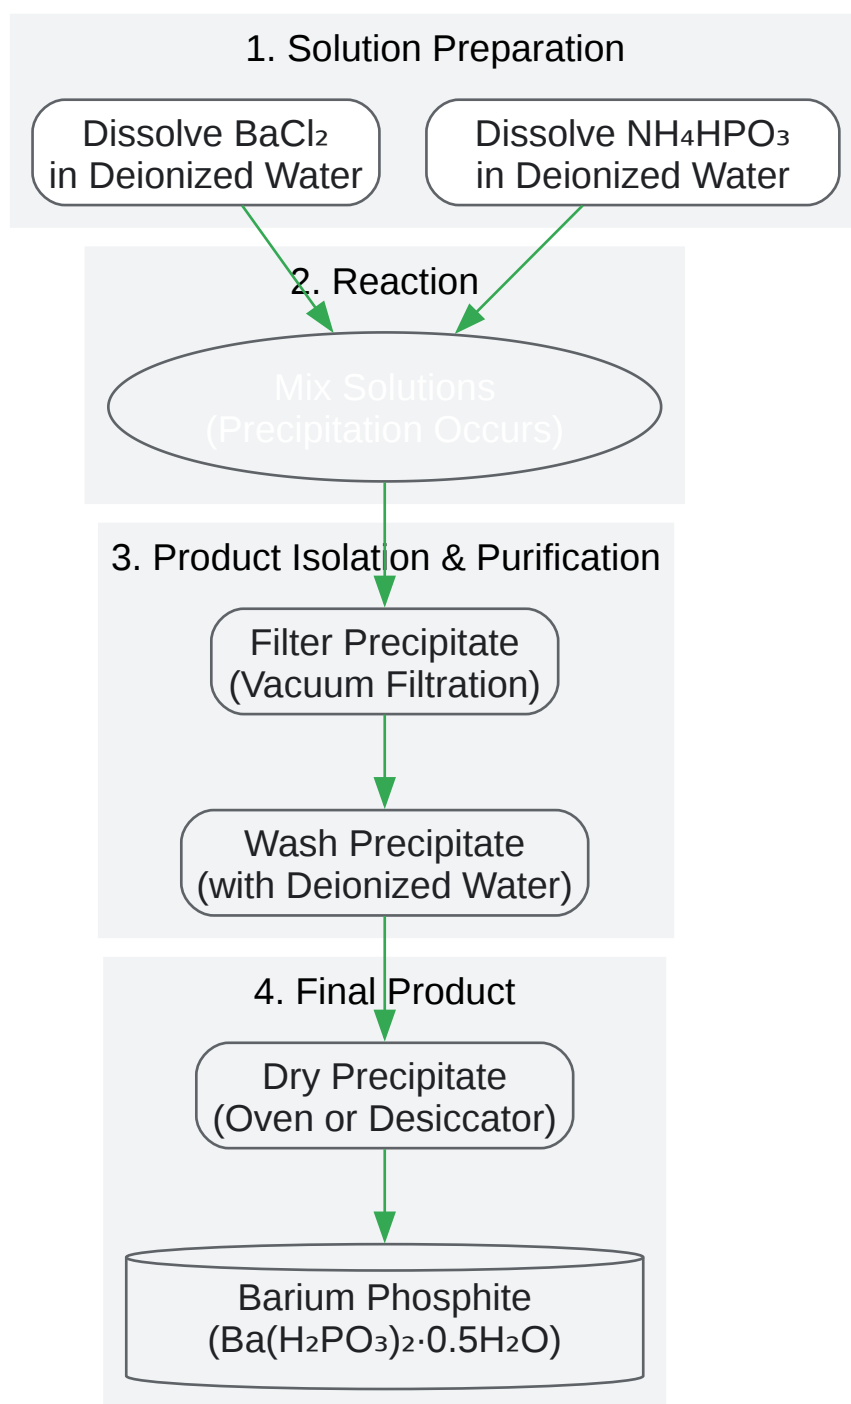 1. Solution Preparation
Dissolve BaCl₂
in Deionized Water
Dissolve NH₄HPO₃
in Deionized Water
2. Reaction
Mix Solutions
(Precipitation Occurs)
3. Product Isolation & Purification
Filter Precipitate
(Vacuum Filtration)
Wash Precipitate
(with Deionized Water)
4. Final Product
Dry Precipitate
(Oven or Desiccator)
Barium Phosphite
(Ba(H₂PO₃)₂·0.5H₂O)